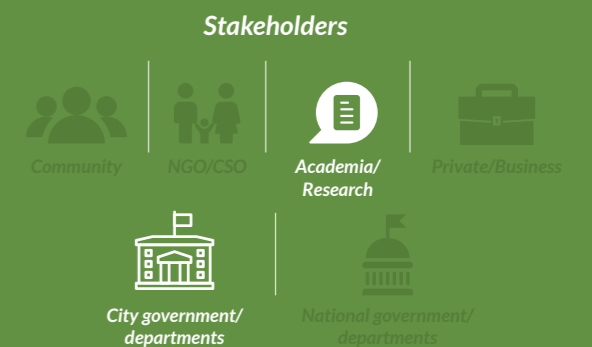 Stakeholders
Community
NGO/CSO
Academia/
Research
Private/Business
City government/
departments
National government/
departments